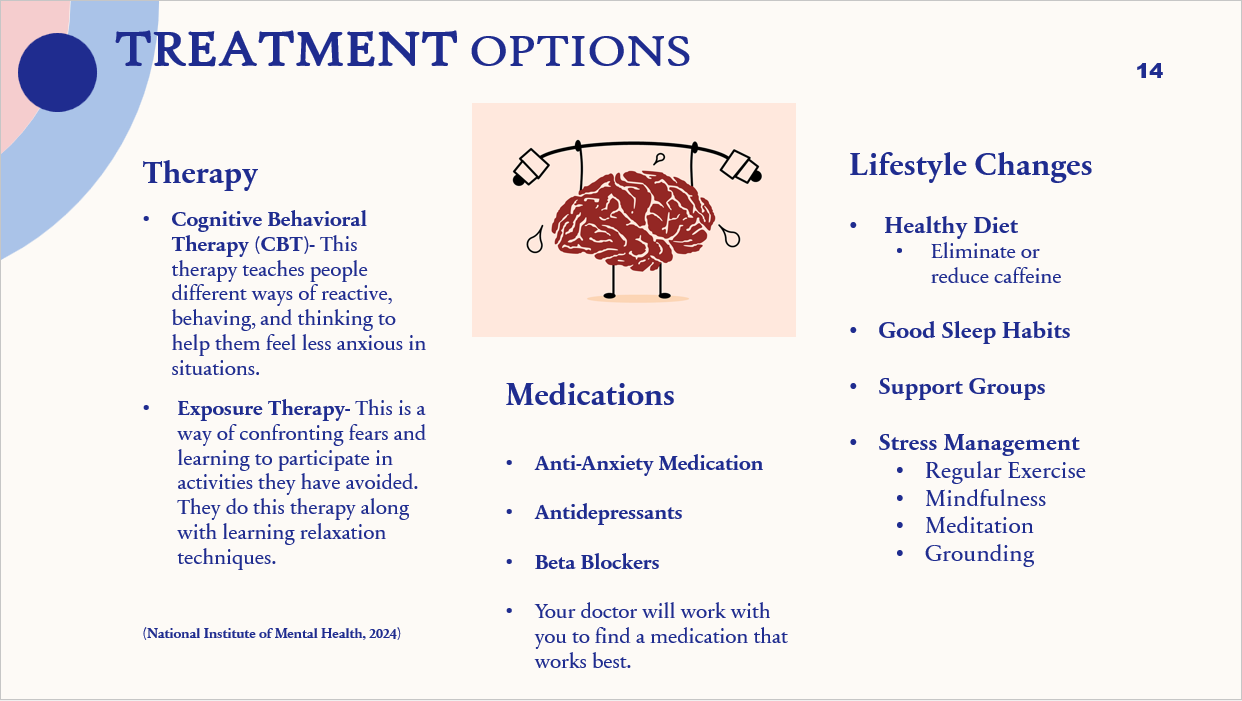 TREATMENT OPTIONS
14
Therapy
• Cognitive Behavioral
Therapy (CBT)- This
therapy teaches people
different ways of reactive,
behaving, and thinking to
help them feel less anxious in
situations.
• Exposure Therapy- This is a
way of confronting fears and
learning to participate in
activities they have avoided.
They do this therapy along
with learning relaxation
techniques.
(National Institute of Mental Health, 2024)
Medications
• Anti-Anxiety Medication
• Antidepressants
• Beta Blockers
• Your doctor will work with
you to find a medication that
works best.
Lifestyle Changes
• Healthy Diet
• Eliminate or
reduce caffeine
• Good Sleep Habits
• Support Groups
• Stress Management
• Regular Exercise
• Mindfulness
• Meditation
• Grounding